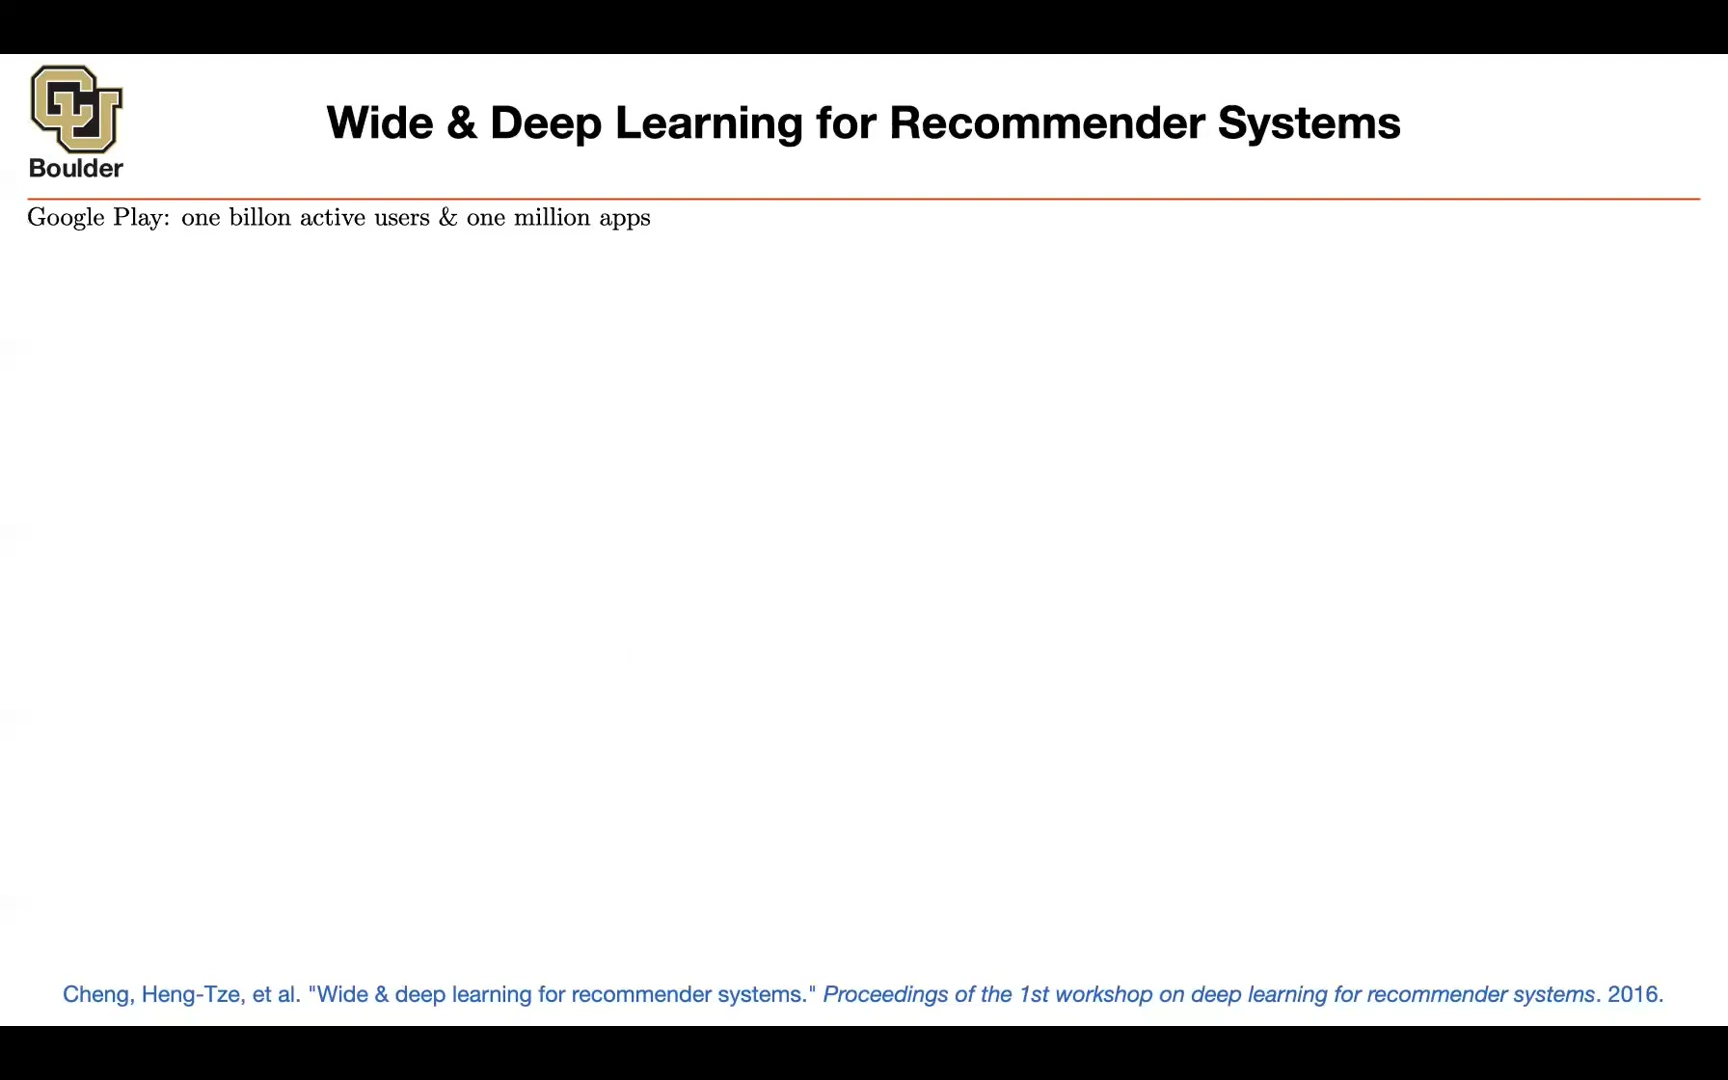 Wide & Deep Learning for Recommender Systems
CU
Boulder
Google Play: one billon active users & one million apps
Cheng, Heng-Tze, et al. "Wide & deep learning for recommender systems." Proceedings of the 1st workshop on deep learning for recommender systems. 2016.